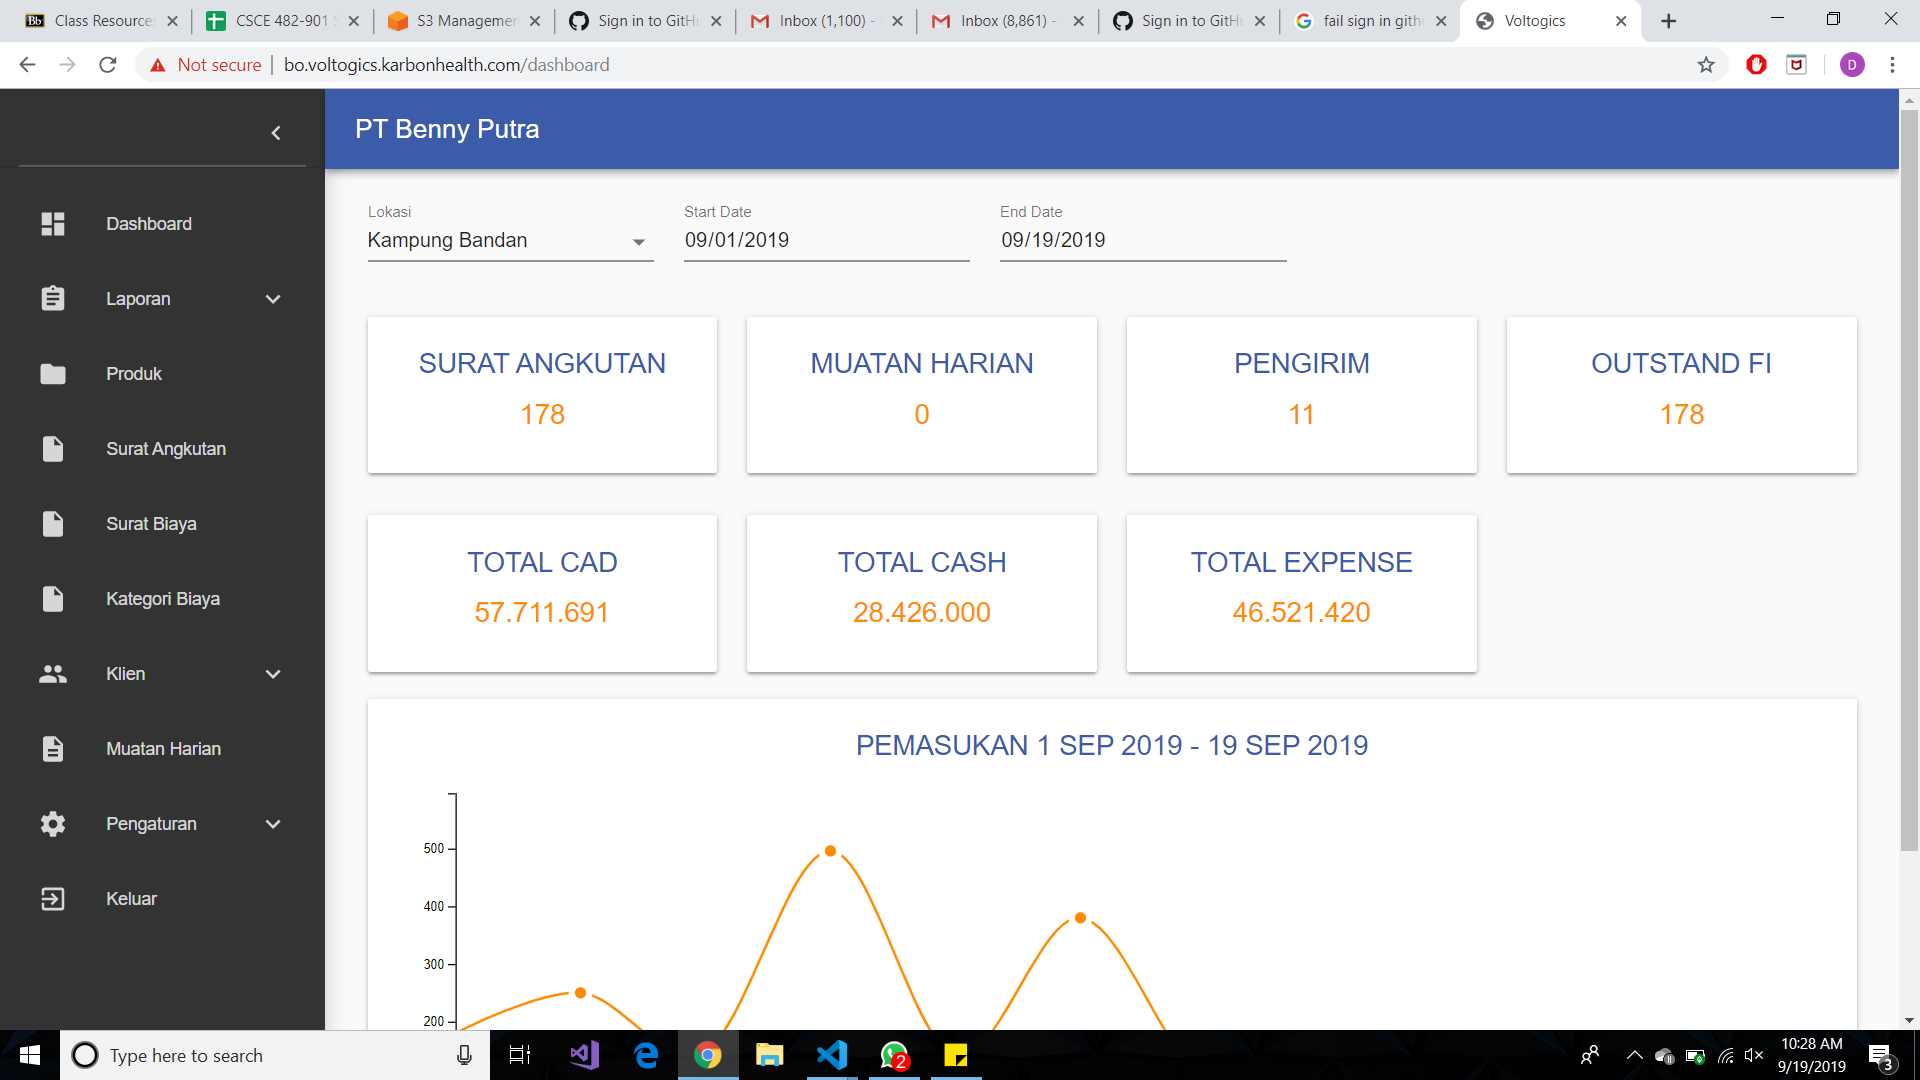 Class Resources
CSCE 482-901 S
S3 Managemen
Sign in to GitHu
Inbox (1,100) -
Inbox (8,861) -
Sign in to GitHu
fail sign in githu
Voltogics
Not secure
bo.voltogics.karbonhealth.com/dashboard
D
PT Benny Putra
Dashboard
Laporan
Produk
Surat Angkutan
Surat Biaya
Kategori Biaya
Klien
Muatan Harian
Pengaturan
Keluar
Lokasi
Kampung Bandan
Start Date
09/01/2019
End Date
09/19/2019
SURAT ANGKUTAN
178
MUATAN HARIAN
0
PENGIRIM
11
OUTSTAND FI
178
TOTAL CAD
57.711.691
TOTAL CASH
28.426.000
TOTAL EXPENSE
46.521.420
PEMASUKAN 1 SEP 2019 - 19 SEP 2019
500
400
300
200
Type here to search
2
10:28 AM
9/19/2019
3